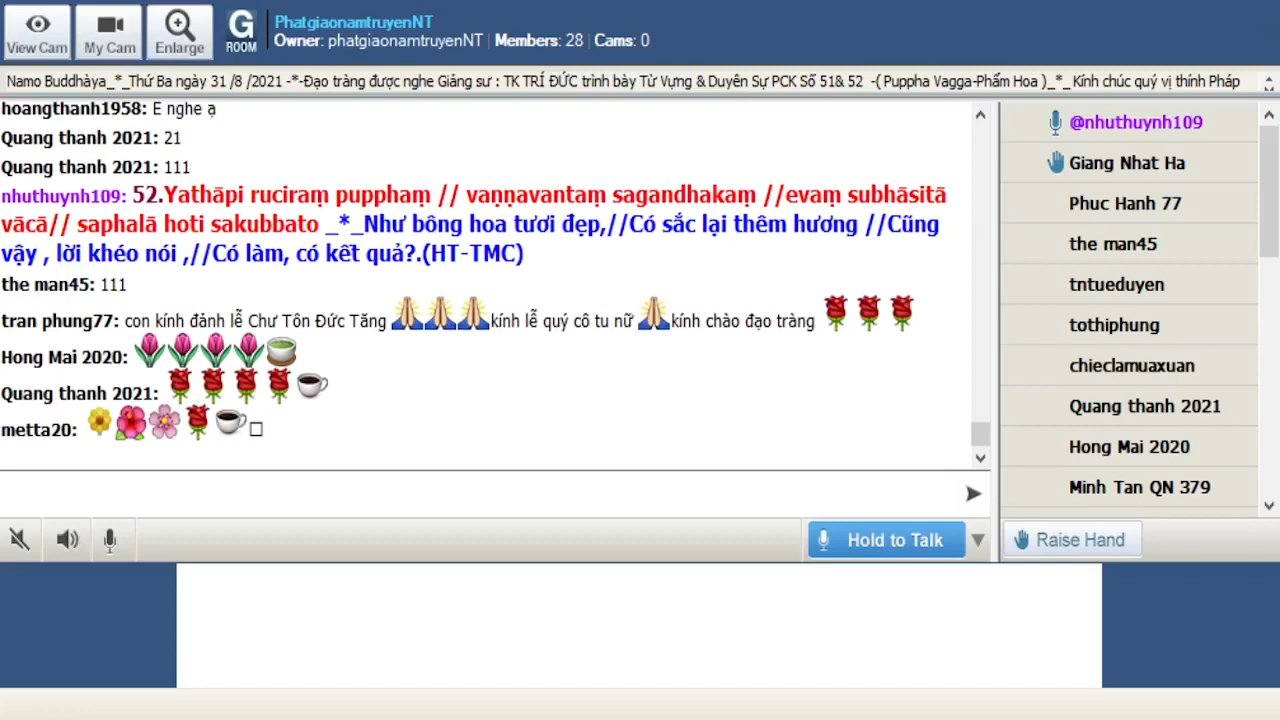 View Cam
My Cam
Enlarge
G
ROOM
PhatgiaonamtruyenNT
Owner: phatgiaonamtruyenNT | Members: 28 | Cams: 0
Namo Buddhàya_*_Thứ Ba ngày 31 /8 /2021 -*-Đạo tràng được nghe Giảng sư : TK TRÍ ĐỨC trình bày Từ Vựng & Duyên Sự PCK Số 51& 52 -( Puppha Vagga-Phẩm Hoa )_*_ Kính chúc quý vị thính Pháp
hoangthanh1958: E nghe ạ
Quang thanh 2021: 21
Quang thanh 2021: 111
nhuthuynh109: 52.Yathāpi ruciraṃ pupphaṃ // vaṇṇavantaṃ sagandhakaṃ //evaṃ subhāsitā
vācā// saphalā hoti sakubbato _*_Như bông hoa tươi đẹp,//Có sắc lại thêm hương //Cũng
vậy , lời khéo nói ,//Có làm, có kết quả?.(HT-TMC)
the man45: 111
tran phung77: con kính đảnh lễ Chư Tôn Đức Tăng 🙏🙏🙏kính lễ quý cô tu nữ 🙏kính chào đạo tràng 🌹🌹🌹
Hong Mai 2020: 🌷🌷🌷🌷🍵
Quang thanh 2021: 🌹🌹🌹🌹☕
metta20: 🌼🌺🌸🌹☕
Hold to Talk
@nhuthuynh109
Giang Nhat Ha
Phuc Hanh 77
the man45
tntueduyen
tothiphung
chieclamuaxuan
Quang thanh 2021
Hong Mai 2020
Minh Tan QN 379
Raise Hand